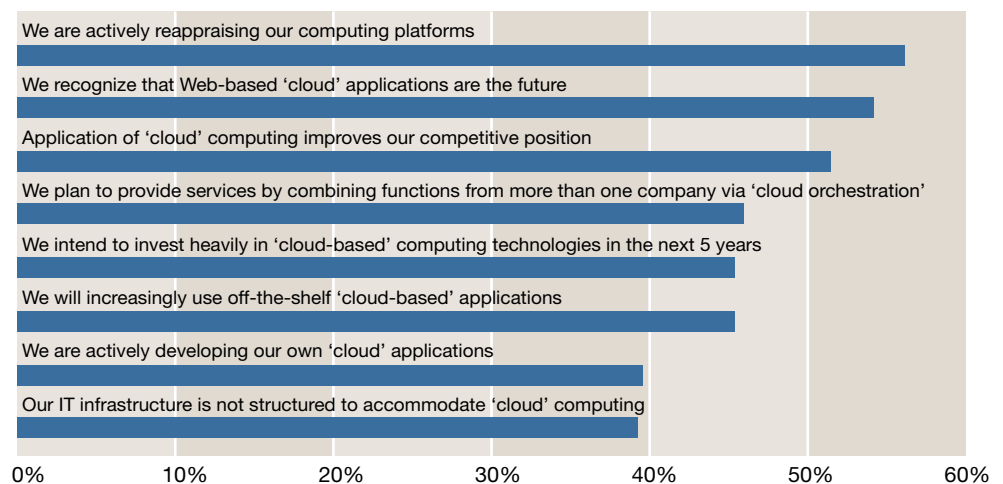 We are actively reappraising our computing platforms
We recognize that Web-based ‘cloud’ applications are the future
Application of ‘cloud’ computing improves our competitive position
We plan to provide services by combining functions from more than one company via ‘cloud orchestration’
We intend to invest heavily in ‘cloud-based’ computing technologies in the next 5 years
We will increasingly use off-the-shelf ‘cloud-based’ applications
We are actively developing our own ‘cloud’ applications
Our IT infrastructure is not structured to accommodate ‘cloud’ computing
0% 10% 20% 30% 40% 50% 60%